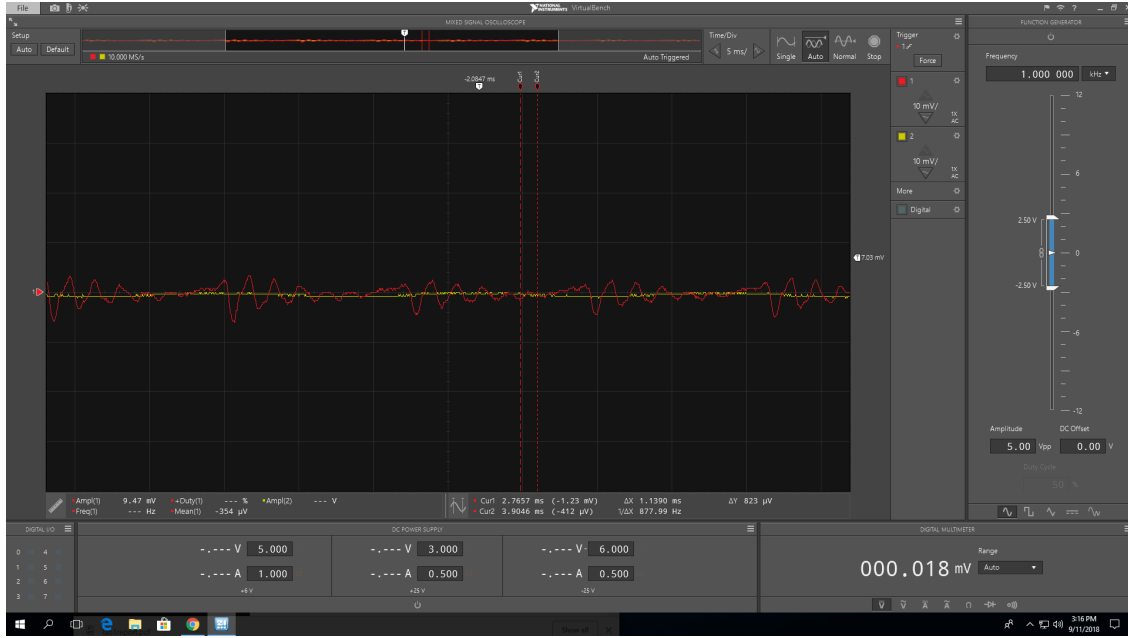 File
NATIONAL INSTRUMENTS VirtualBench
?
MIXED SIGNAL OSCILLOSCOPE
FUNCTION GENERATOR
Setup
Auto Default
10.000 MS/s
Auto Triggered
Time/Div
5 ms/
Single Auto Normal Stop
Trigger
1
Force
1
10 mV/
1X
AC
2
10 mV/
1X
AC
More
Digital
-2.0847 ms
T
Cur1
Cur2
T 7.03 mV
1
Frequency
1.000 000 kHz
12
6
2.50 V
0
-2.50 V
-6
-12
Amplitude DC Offset
5.00 Vpp 0.00 V
Duty Cycle
50 %
Ampl(1) 9.47 mV +Duty(1) --- % Ampl(2) --- V
Freq(1) --- Hz Mean(1) -354 µV
Cur1 2.7657 ms (-1.23 mV) ΔX 1.1390 ms ΔY 823 µV
Cur2 3.9046 ms (-412 µV) 1/ΔX 877.99 Hz
DIGITAL I/O
0 4
1 5
2 6
3 7
DC POWER SUPPLY
-.--- V 5.000
-.--- A 1.000
+6 V
-.--- V 3.000
-.--- A 0.500
+25 V
-.--- V - 6.000
-.--- A 0.500
-25 V
DIGITAL MULTIMETER
000.018 mV
Range
Auto
V V A A Ω
Show all
3:16 PM
9/11/2018